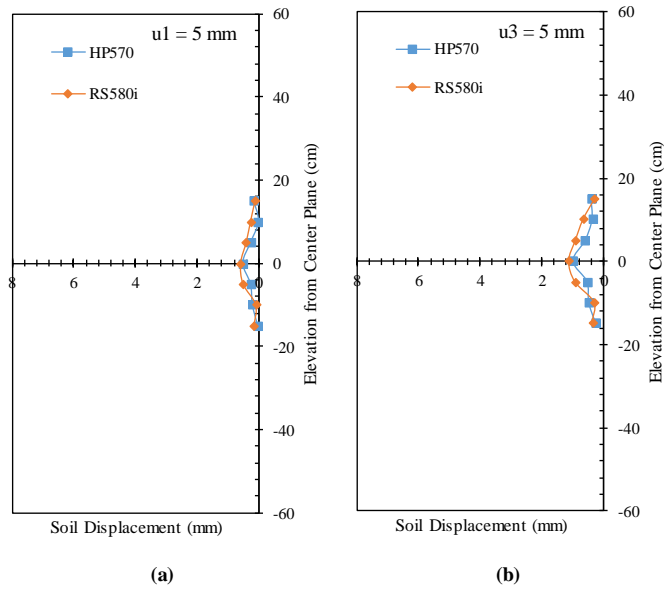 u1 = 5 mm
HP570
RS580i
60
40
20
0
-20
-40
-60
8
6
4
2
0
Elevation from Center Plane (cm)
Soil Displacement (mm)
(a)
u3 = 5 mm
HP570
RS580i
60
40
20
0
-20
-40
-60
8
6
4
2
0
Elevation from Center Plane (cm)
Soil Displacement (mm)
(b)